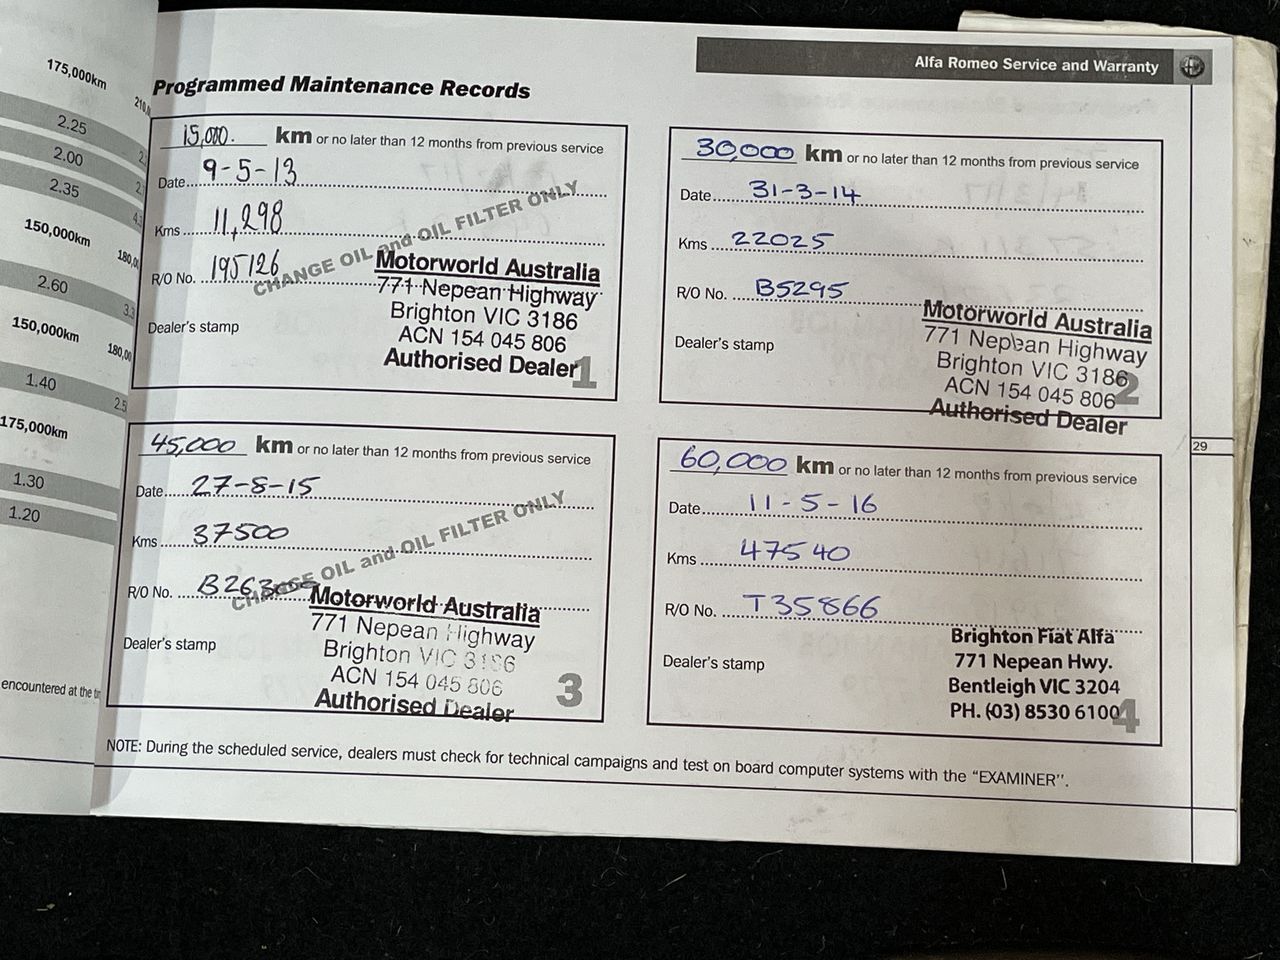 175,000km
2.25
2.00
2.35
150,000km
2.60
150,000km
180,00
1.40
2.5
175,000km
1.30
1.20
encountered at the
Alfa Romeo Service and Warranty
Programmed Maintenance Records
15,000. km or no later than 12 months from previous service
Date 9-5-13
Kms 11,298
R/O No. 195126
CHANGE OIL and OIL FILTER ONLY
Dealer's stamp
Motorworld Australia
771 Nepean Highway
Brighton VIC 3186
ACN 154 045 806
Authorised Dealer
1
30,000 km or no later than 12 months from previous service
Date 31-3-14
Kms 22025
R/O No. B5295
Dealer's stamp
Motorworld Australia
771 Nepean Highway
Brighton VIC 3186
ACN 154 045 806
Authorised Dealer
2
45,000 km or no later than 12 months from previous service
Date 27-8-15
Kms 37500
R/O No.
CHANGE OIL and OIL FILTER ONLY
Dealer's stamp
Motorworld Australia
771 Nepean Highway
Brighton VIC 3186
ACN 154 045 806
Authorised Dealer
3
60,000 km or no later than 12 months from previous service
Date 11-5-16
Kms 47540
R/O No. T35866
Dealer's stamp
Brighton Fiat Alfa
771 Nepean Hwy.
Bentleigh VIC 3204
PH. (03) 8530 6100
4
NOTE: During the scheduled service, dealers must check for technical campaigns and test on board computer systems with the "EXAMINER".
29